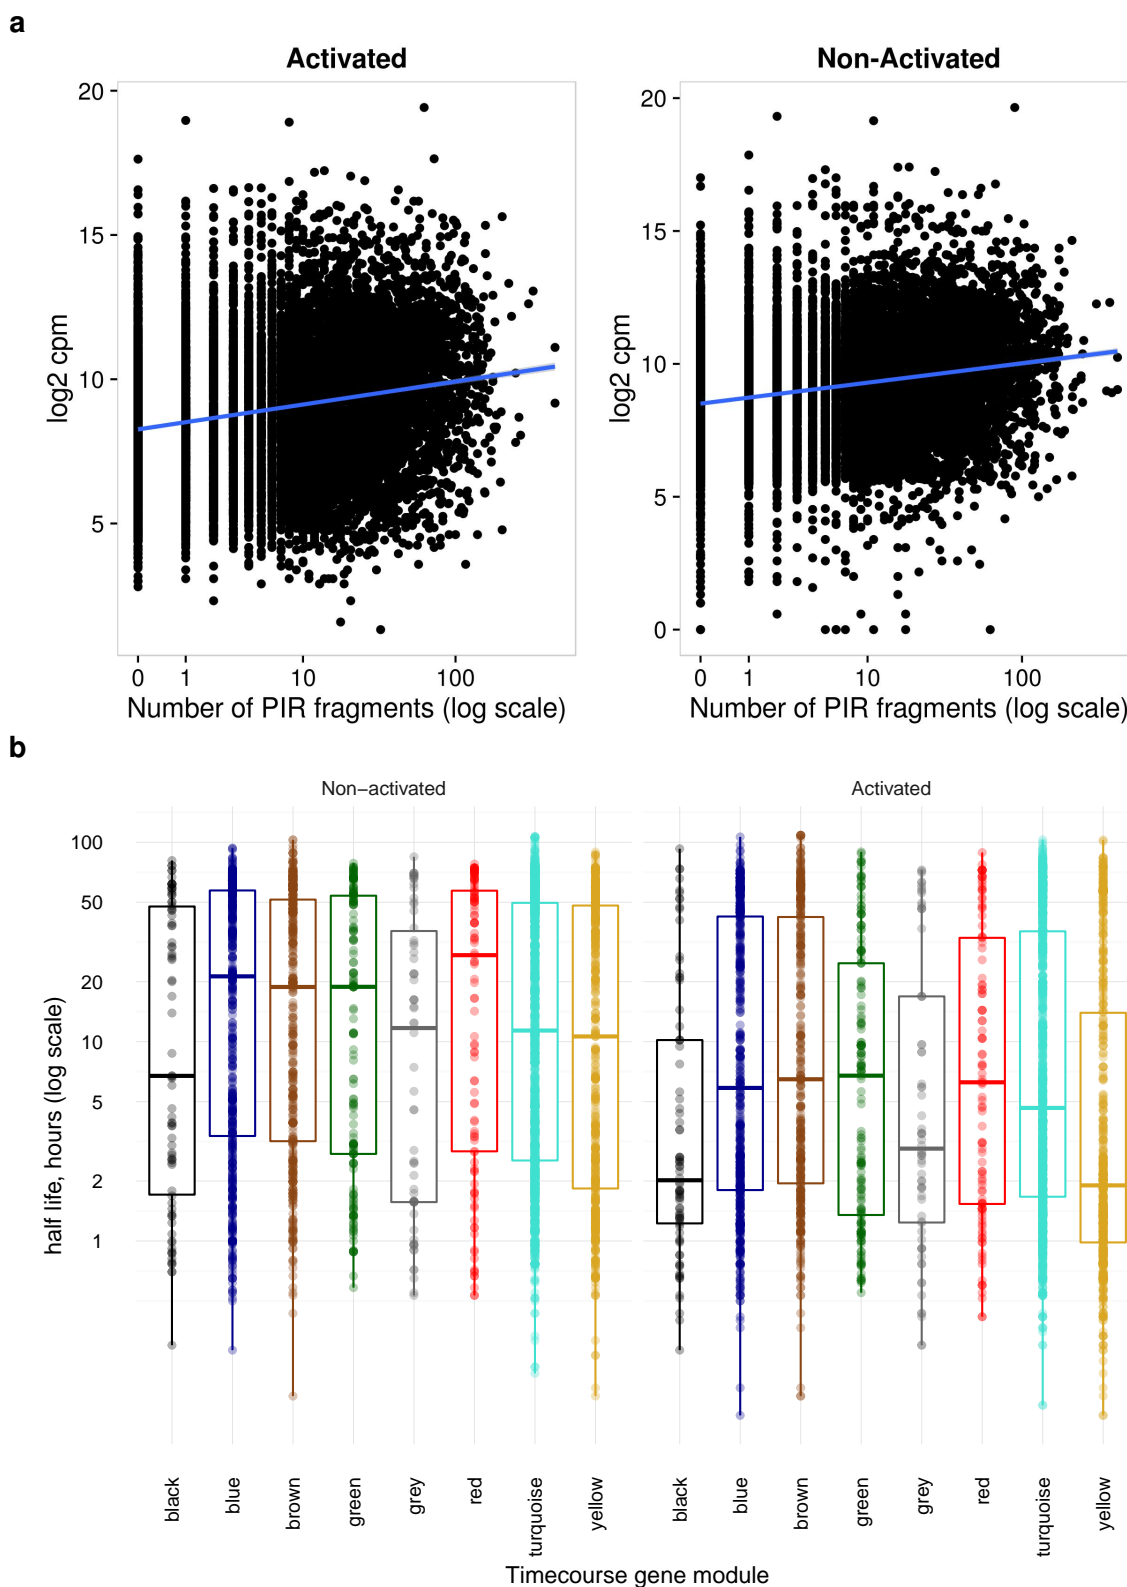 a
Activated
Non-Activated
20
15
10
5
log2 cpm
0
1
10
100
Number of PIR fragments (log scale)
20
15
10
5
0
log2 cpm
0
1
10
100
Number of PIR fragments (log scale)
b
Non−activated
Activated
100
50
20
10
5
2
1
half life, hours (log scale)
black
blue
brown
green
grey
red
turquoise
yellow
black
blue
brown
green
grey
red
turquoise
yellow
Timecourse gene module